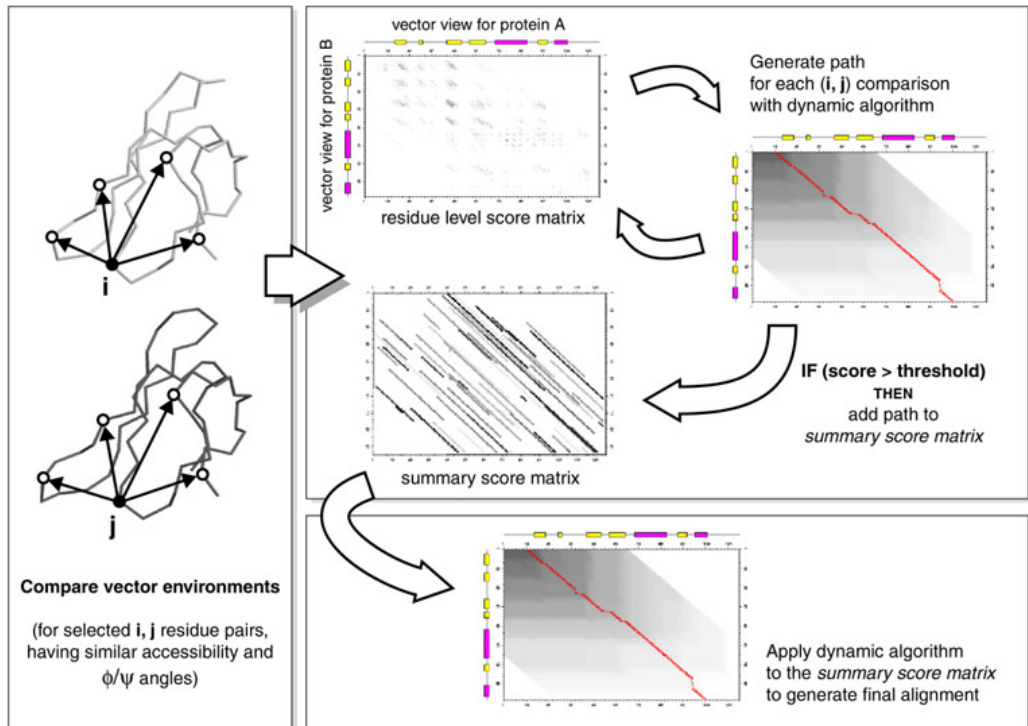 i
j
Compare vector environments
(for selected i, j residue pairs,
having similar accessibility and
ϕ/ψ angles)
vector view for protein A
vector view for protein B
residue level score matrix
Generate path
for each (i, j) comparison
with dynamic algorithm
IF (score > threshold)
THEN
add path to
summary score matrix
summary score matrix
Apply dynamic algorithm
to the summary score matrix
to generate final alignment